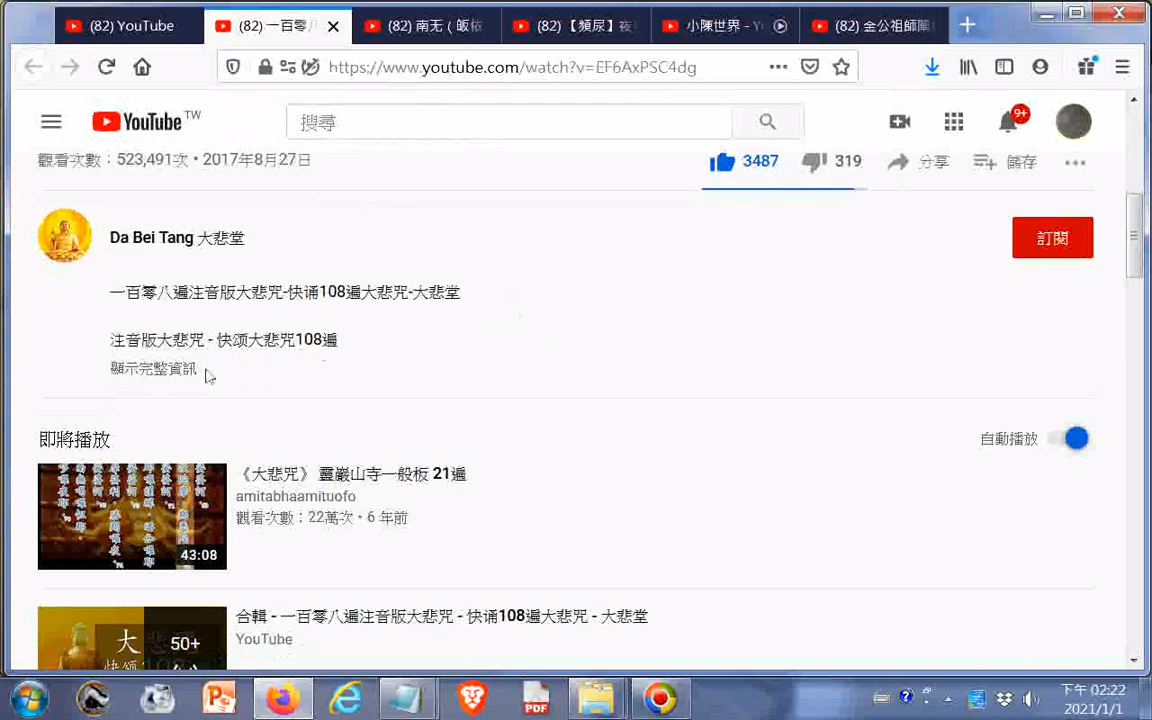 (82) YouTube
(82) 一百零八
(82) 南无（皈依
(82)【頻尿】夜
小陳世界 - Yo
(82) 金公祖師闡
https://www.youtube.com/watch?v=EF6AxPSC4dg
YouTube TW
搜尋
9+
觀看次數：523,491次 • 2017年8月27日
3487
319
分享
儲存
Da Bei Tang 大悲堂
訂閱
一百零八遍注音版大悲咒-快诵108遍大悲咒-大悲堂
注音版大悲咒 - 快颂大悲咒108遍
顯示完整資訊
即將播放
自動播放
《大悲咒》 靈巖山寺一般板 21遍
amitabhaamituofo
觀看次數：22萬次 • 6 年前
43:08
合輯 - 一百零八遍注音版大悲咒 - 快诵108遍大悲咒 - 大悲堂
YouTube
大
50+
PDF
下午 02:22
2021/1/1